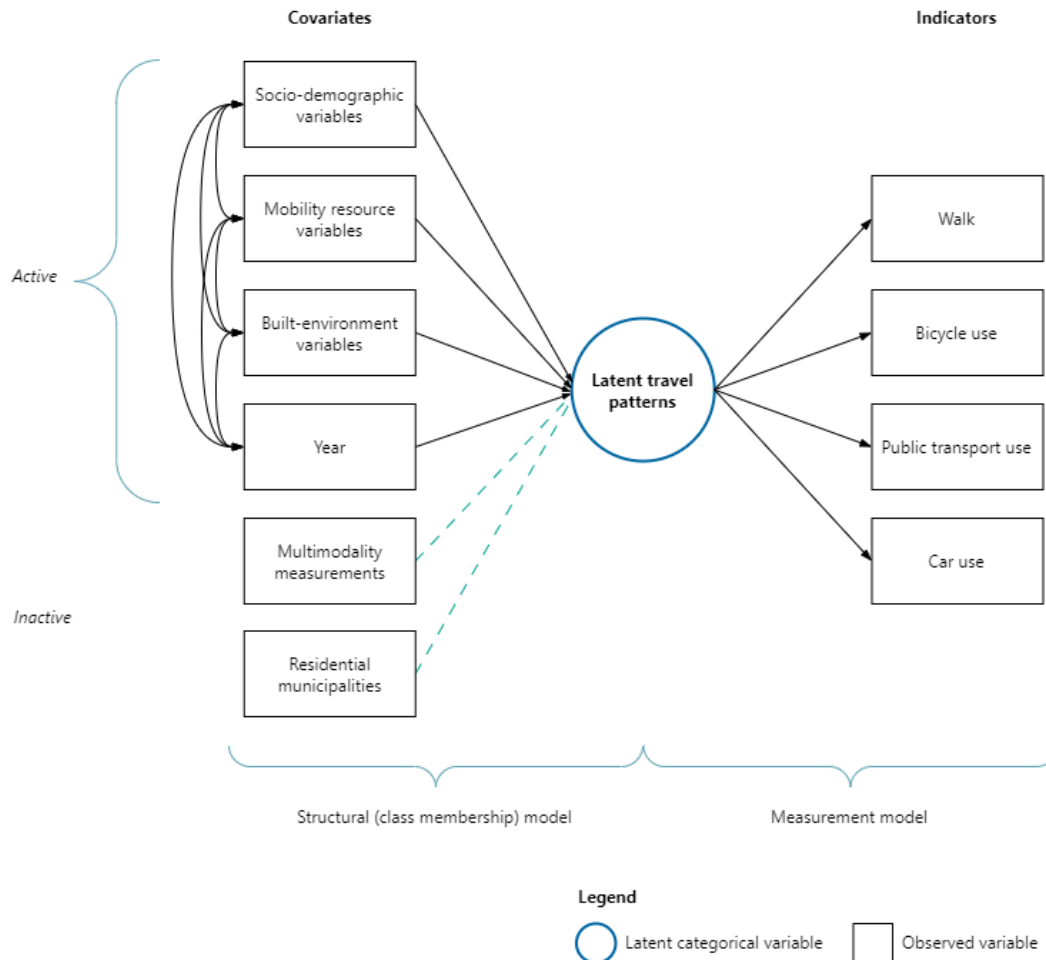 Covariates
Indicators
Socio-demographic
variables
Mobility resource
variables
Walk
Active
Built-environment
variables
Bicycle use
Latent travel
patterns
Year
Public transport use
Multimodality
measurements
Car use
Inactive
Residential
municipalities
Structural (class membership) model
Measurement model
Legend
Latent categorical variable
Observed variable